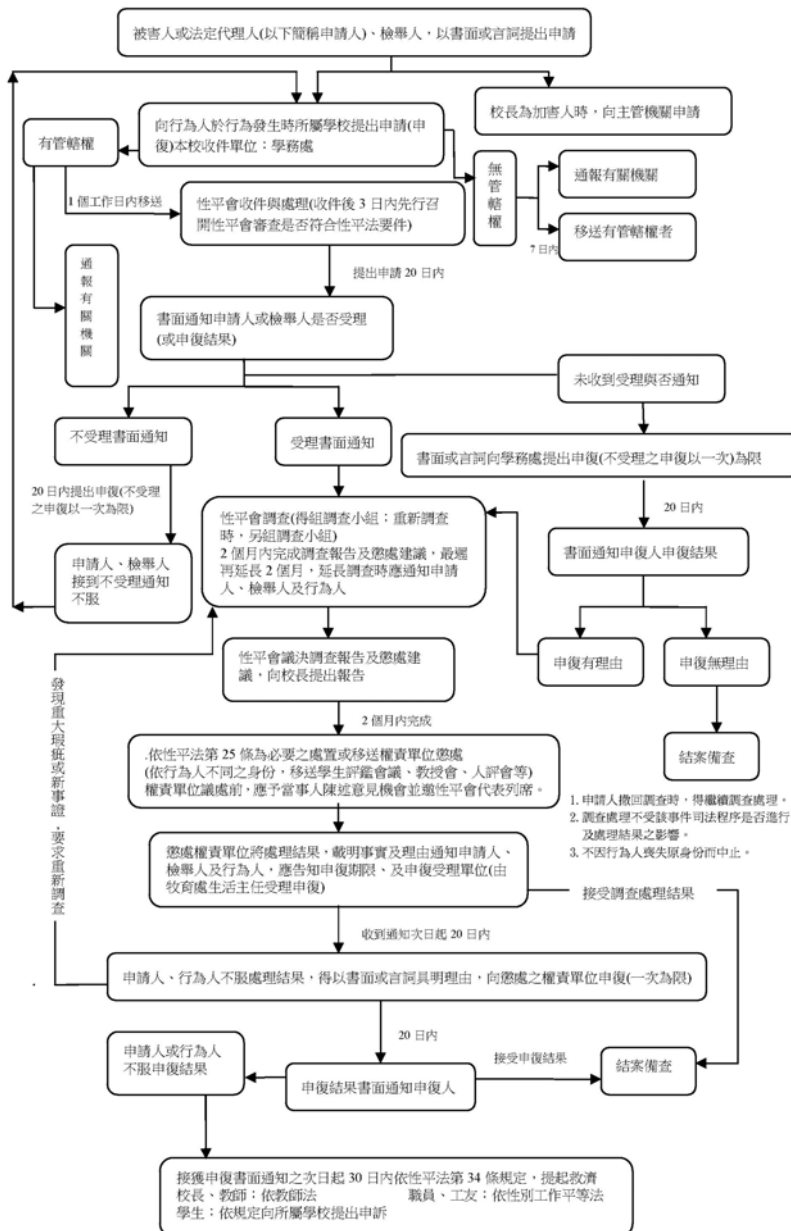 被害人或法定代理人(以下簡稱申請人)、檢舉人，以書面或言詞提出申請
校長為加害人時，向主管機關申請
向行為人於行為發生時所屬學校提出申請(申
復)本校收件單位：學務處
有管轄權
無管轄權
通報有關機關
移送有管轄權者
7日內
1 個工作日內移送
性平會收件與處理(收件後 3 日內先行召
開性平會審查是否符合性平法要件)
通報有關機關
提出申請 20 日內
書面通知申請人或檢舉人是否受理
(或申復結果)
未收到受理與否通知
不受理書面通知
受理書面通知
書面或言詞向學務處提出申復(不受理之申復以一次)為限
20 日內提出申復(不受理
之申復以一次為限)
20 日內
性平會調查(得組調查小組；重新調查
時，另組調查小組)
2 個月內完成調查報告及懲處建議，最遲
再延長 2 個月，延長調查時應通知申請
人、檢舉人及行為人
書面通知申復人申復結果
申請人、檢舉人
接到不受理通知
不服
申復有理由
申復無理由
性平會議決調查報告及懲處建
議，向校長提出報告
結案備查
2 個月內完成
.依性平法第 25 條為必要之處置或移送權責單位懲處
(依行為人不同之身份，移送學生評鑑會議、教授會、人評會等)
權責單位議處前，應予當事人陳述意見機會並邀性平會代表列席。
1. 申請人撤回調查時，得繼續調查處理。
2. 調查處理不受該事件司法程序是否進行
及處理結果之影響。
3. 不因行為人喪失原身份而中止。
發現重大瑕疵或新事證，要求重新調查
懲處權責單位將處理結果，載明事實及理由通知申請人、
檢舉人及行為人，應告知申復期限、及申復受理單位(由
牧育處生活主任受理申復)
接受調查處理結果
收到通知次日起 20 日內
申請人、行為人不服處理結果，得以書面或言詞具明理由，向懲處之權責單位申復(一次為限)
20 日內
申請人或行為人
不服申復結果
申復結果書面通知申復人
接受申復結果
結案備查
接獲申復書面通知之次日起 30 日內依性平法第 34 條規定，提起救濟
校長、教師：依教師法 職員、工友：依性別工作平等法
學生：依規定向所屬學校提出申訴